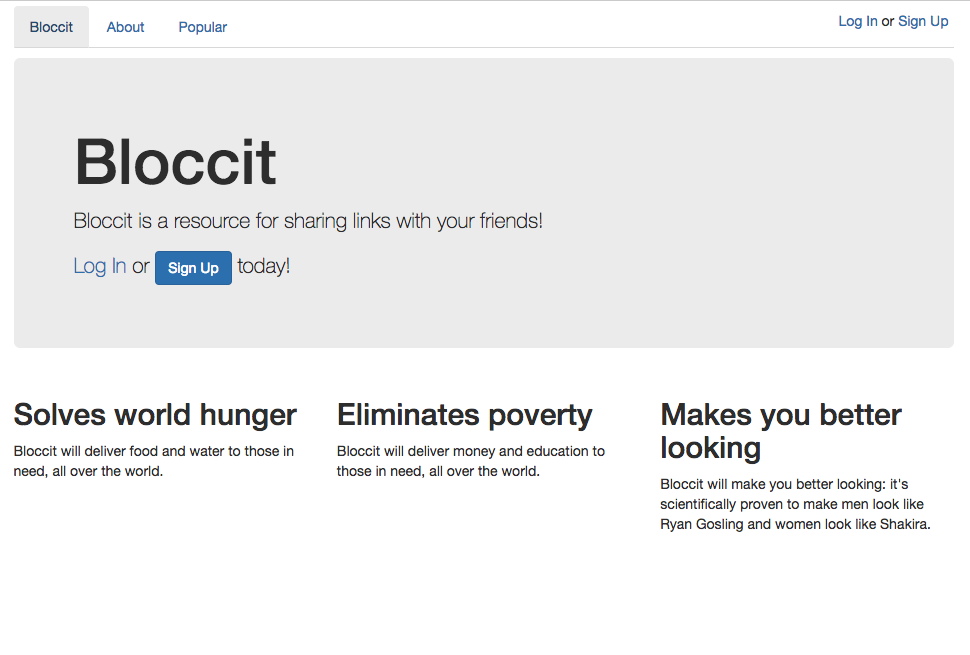 Bloccit About Popular Log In or Sign Up
Bloccit
Bloccit is a resource for sharing links with your friends!
Log In or Sign Up today!
Solves world hunger
Bloccit will deliver food and water to those in
need, all over the world.
Eliminates poverty
Bloccit will deliver money and education to
those in need, all over the world.
Makes you better
looking
Bloccit will make you better looking: it's
scientifically proven to make men look like
Ryan Gosling and women look like Shakira.